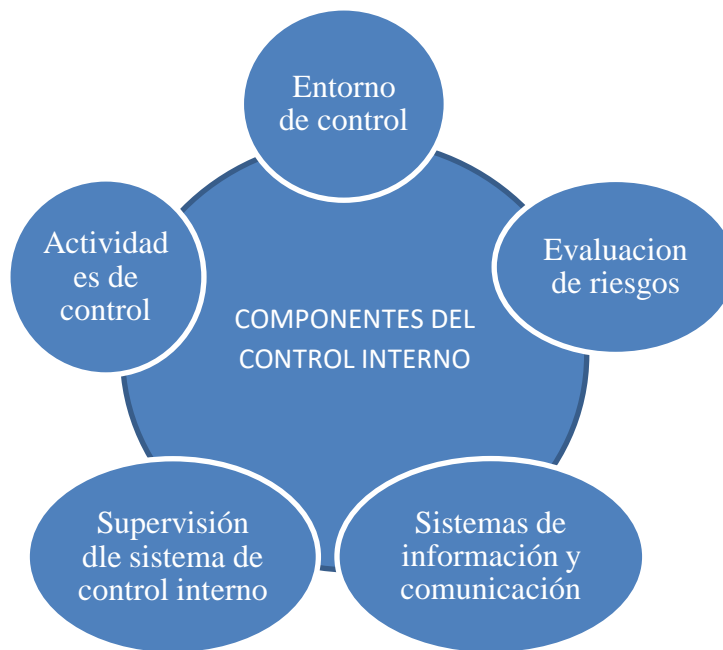 Entorno
de control
Actividad
es de
control
Evaluacion
de riesgos
COMPONENTES DEL
CONTROL INTERNO
Supervisión
dle sistema de
control interno
Sistemas de
información y
comunicación